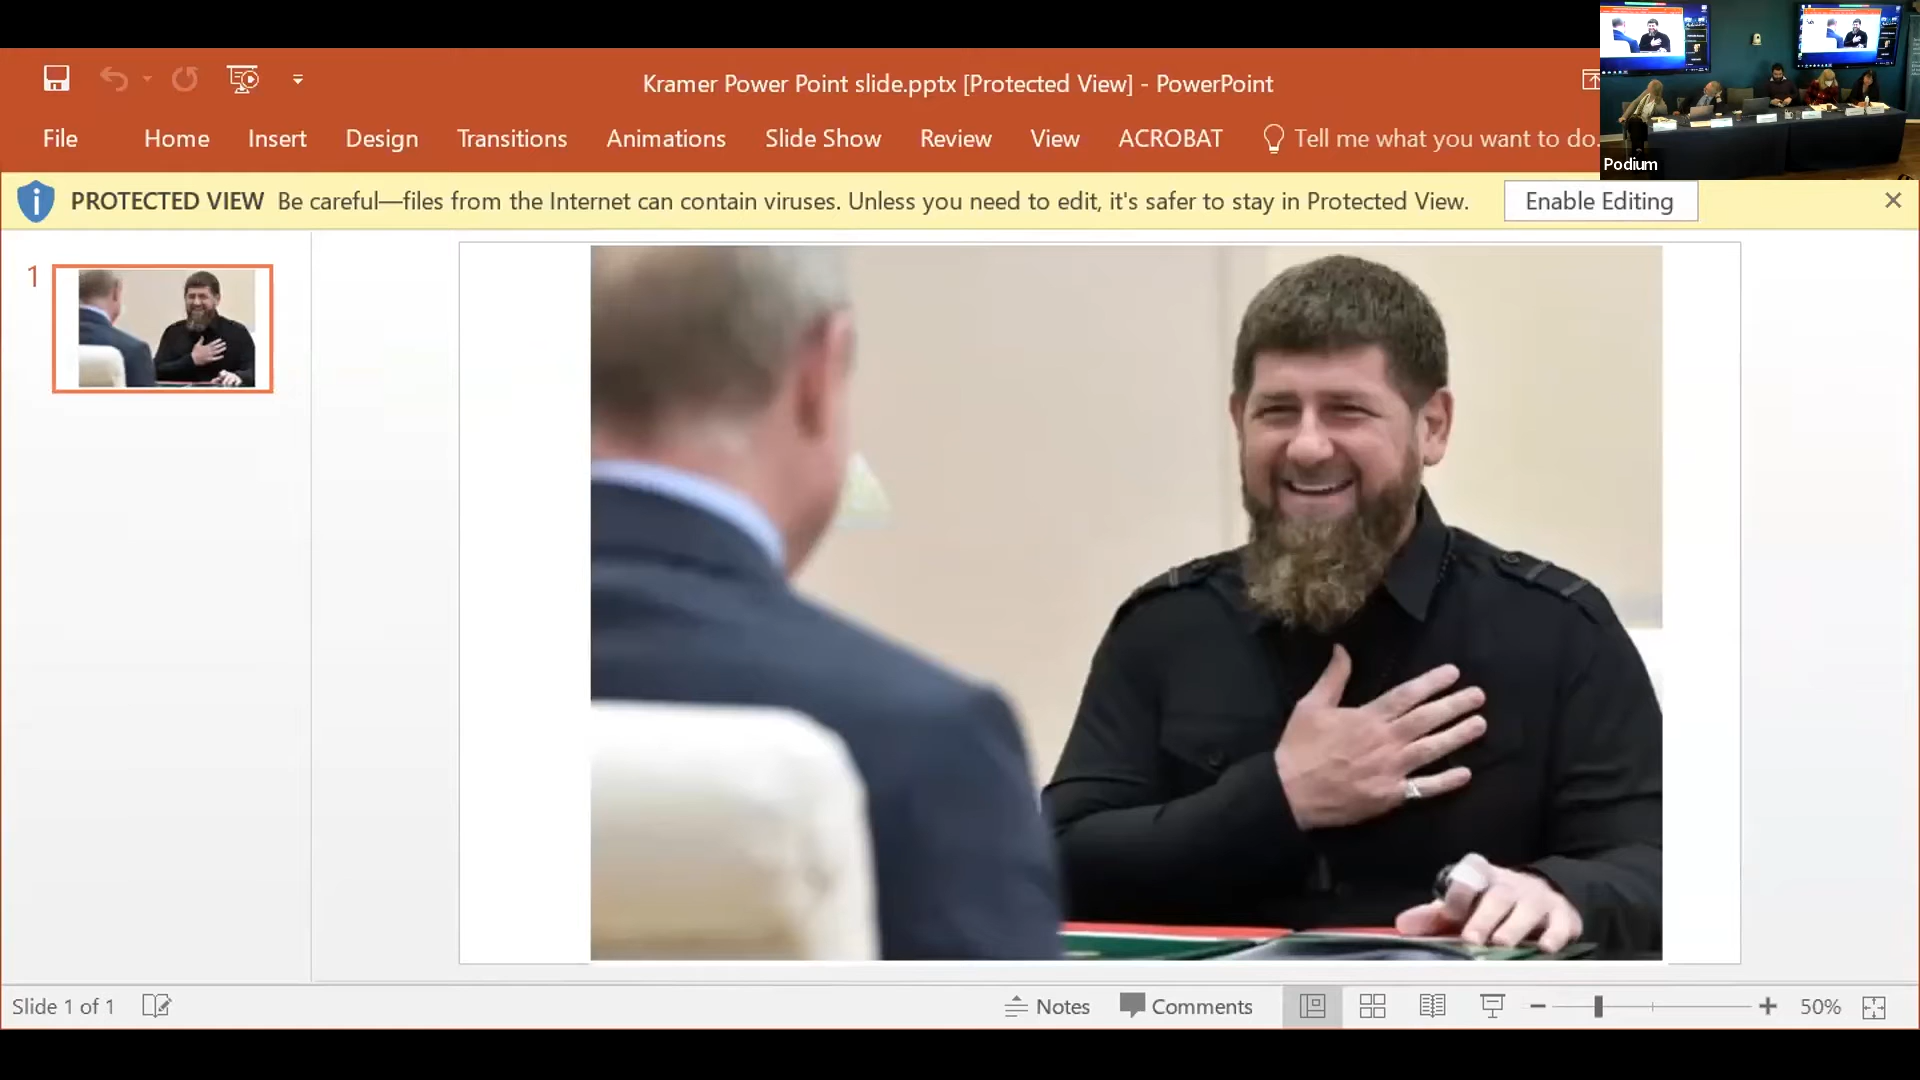 Kramer Power Point slide.pptx [Protected View] - PowerPoint
File Home Insert Design Transitions Animations Slide Show Review View ACROBAT Tell me what you want to do.
Podium
PROTECTED VIEW Be careful—files from the Internet can contain viruses. Unless you need to edit, it's safer to stay in Protected View. Enable Editing
1
Slide 1 of 1 Notes Comments 50%